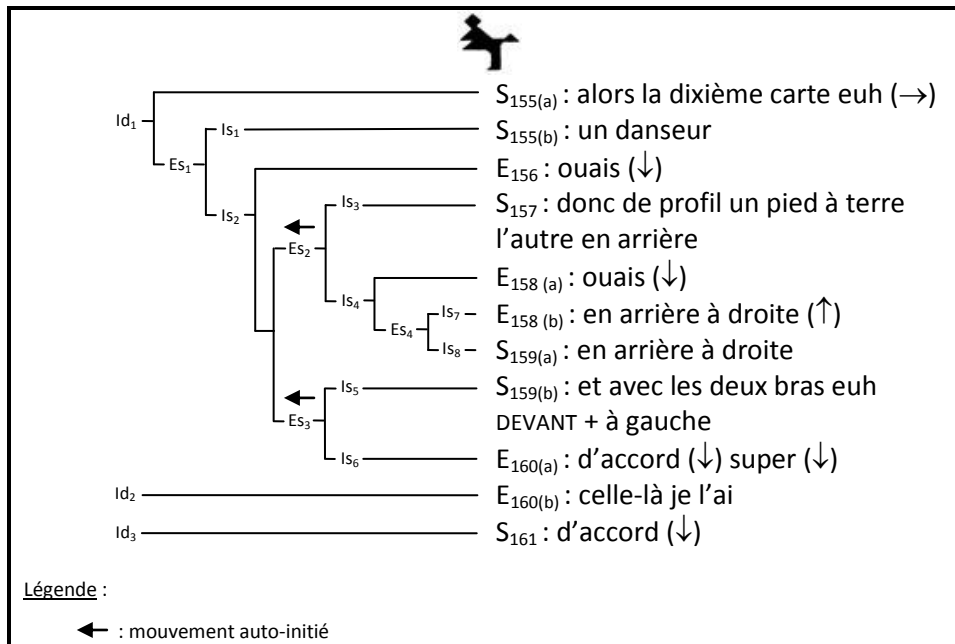 S155(a) : alors la dixième carte euh (→)
Id1
Is1
S155(b) : un danseur
Es1
E156 : ouais (↓)
Is2
Is3
S157 : donc de profil un pied à terre
l'autre en arrière
Es2
E158 (a) : ouais (↓)
Is4
Is7
E158 (b) : en arrière à droite (↑)
Es4
Is8
S159(a) : en arrière à droite
Is5
S159(b) : et avec les deux bras euh
DEVANT + à gauche
Es3
Is6
E160(a) : d'accord (↓) super (↓)
Id2
E160(b) : celle-là je l'ai
Id3
S161 : d'accord (↓)
Légende :
← : mouvement auto-initié